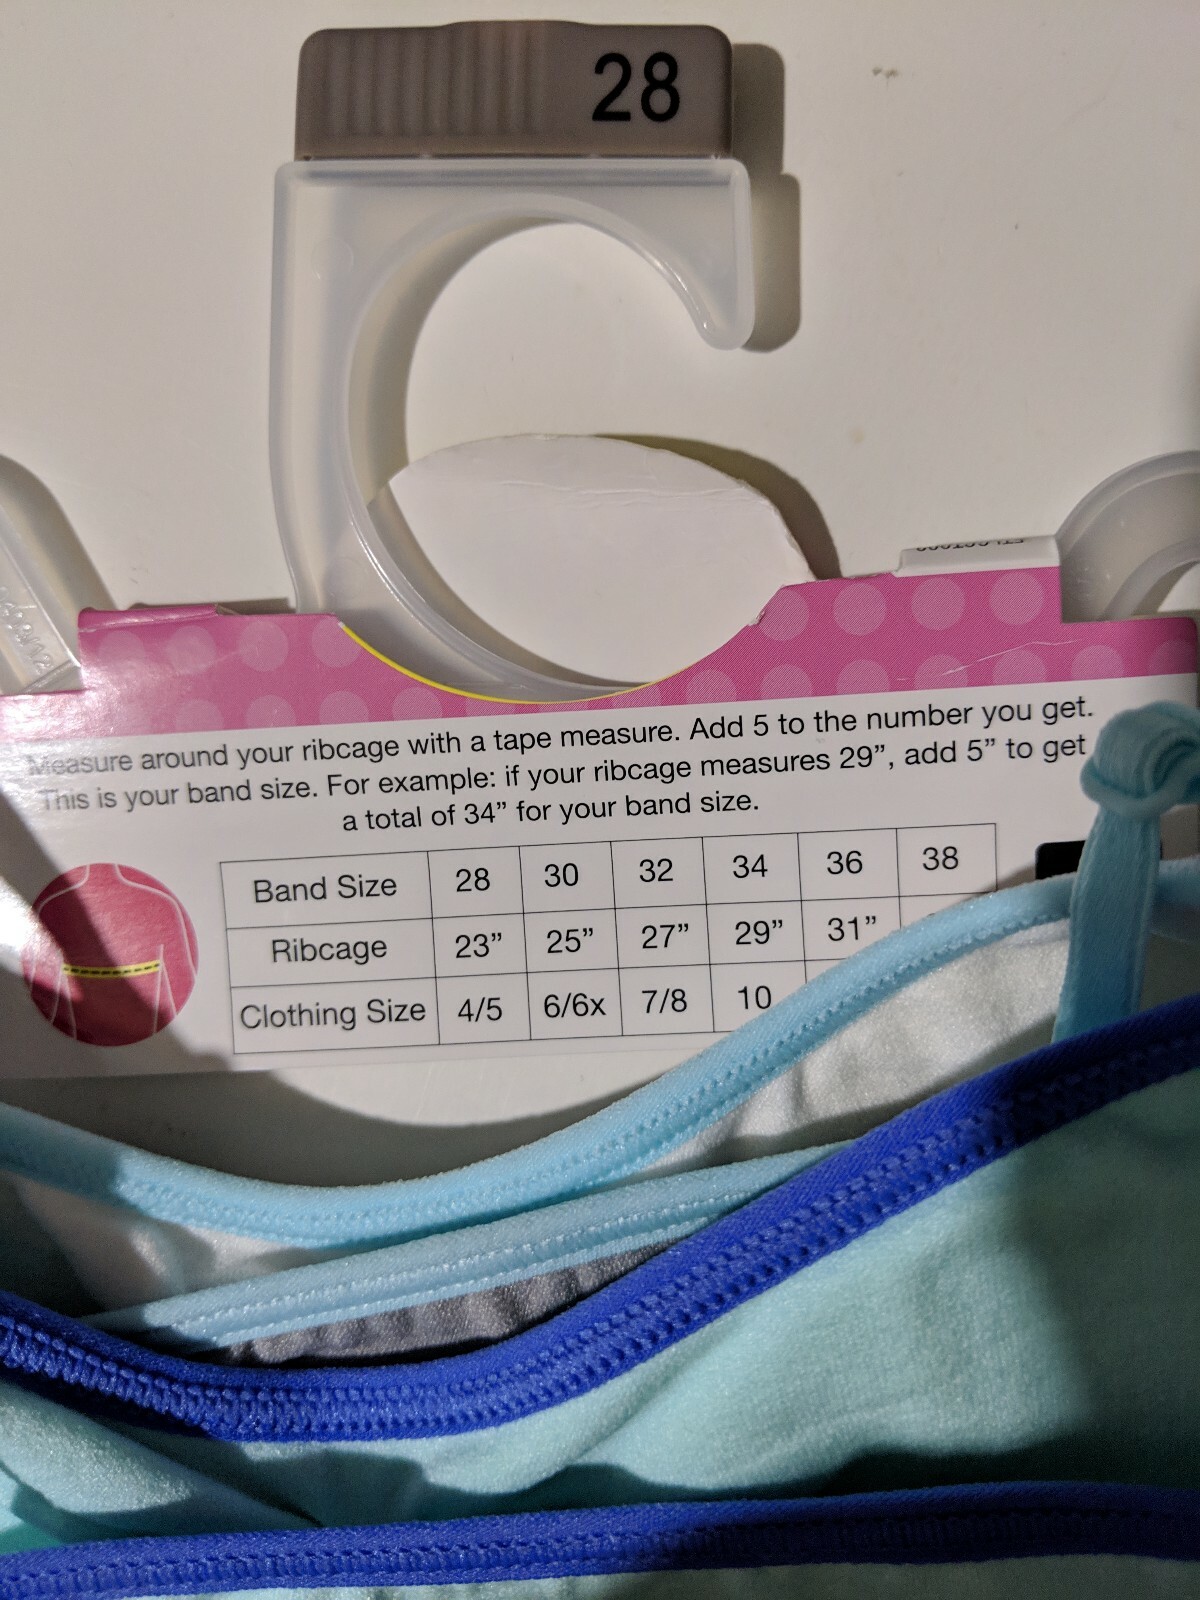 28
Measure around your ribcage with a tape measure. Add 5 to the number you get.
This is your band size. For example: if your ribcage measures 29”, add 5” to get
a total of 34” for your band size.
Band Size 28 30 32 34 36 38
Ribcage 23” 25” 27” 29” 31”
Clothing Size 4/5 6/6x 7/8 10